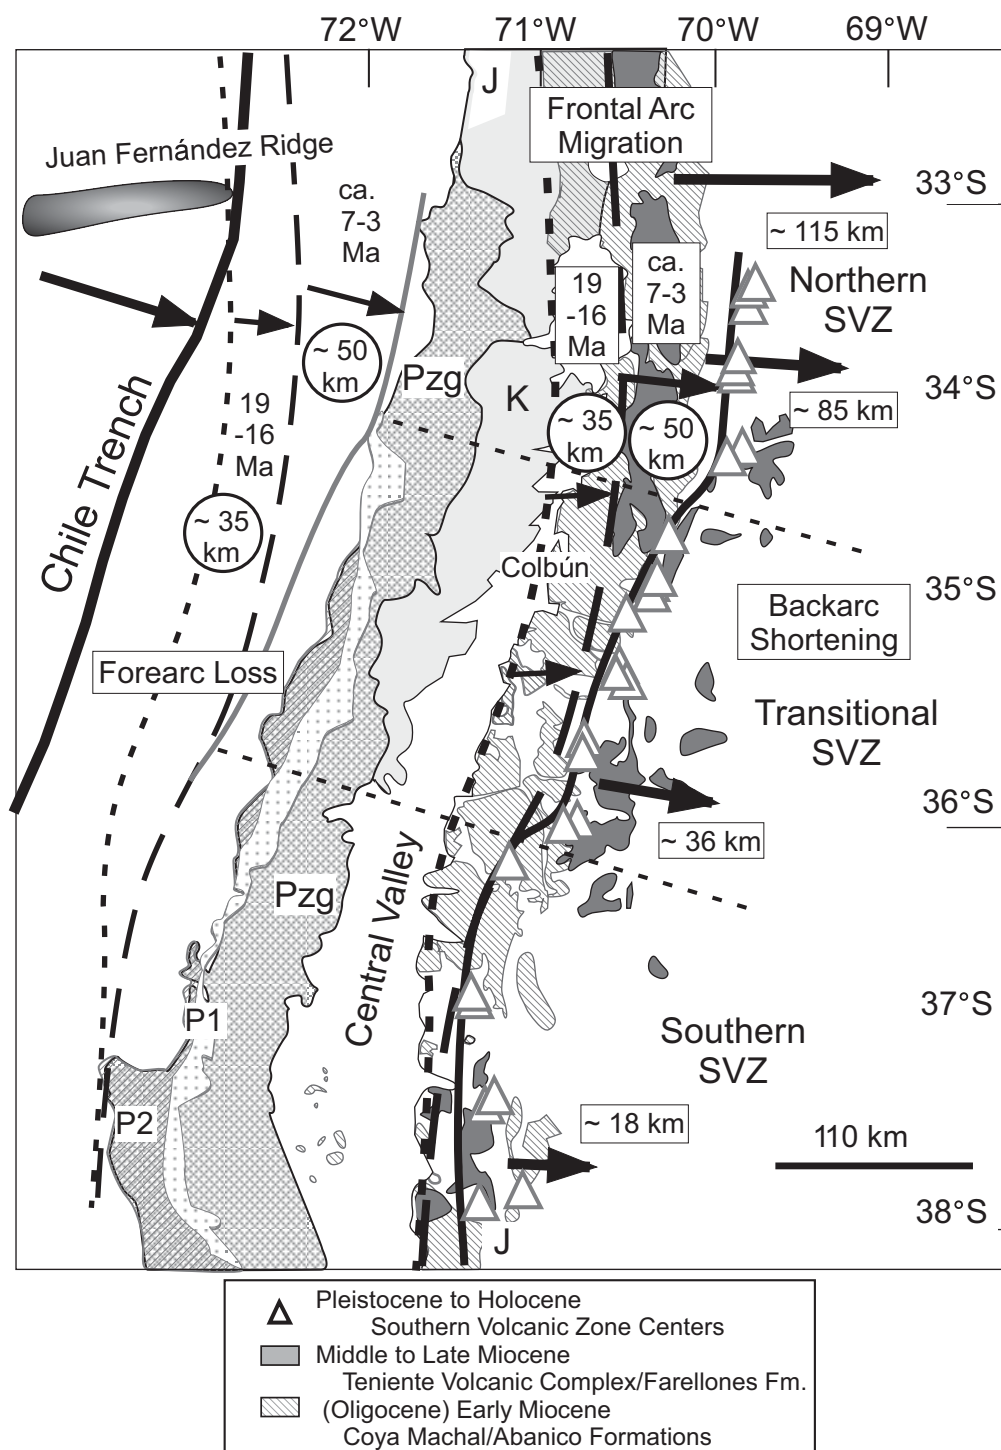 72°W 71°W 70°W 69°W
J
Frontal Arc
Migration
Juan Fernández Ridge
33°S
ca.
7-3
Ma
~ 115 km
Northern
SVZ
19
-16
Ma
ca.
7-3
Ma
~ 50
km
Pzg
K
34°S
~ 85 km
19
-16
Ma
~ 35
km
~ 50
km
Chile Trench
~ 35
km
Colbún
35°S
Backarc
Shortening
Forearc Loss
Transitional
SVZ
36°S
~ 36 km
Pzg
Central Valley
37°S
P1
Southern
SVZ
P2
~ 18 km
110 km
38°S
J
Pleistocene to Holocene
Southern Volcanic Zone Centers
Middle to Late Miocene
Teniente Volcanic Complex/Farellones Fm.
(Oligocene) Early Miocene
Coya Machal/Abanico Formations